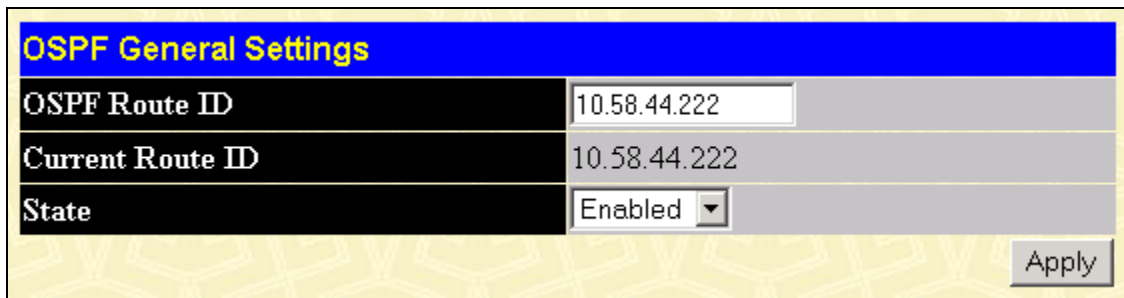 OSPF General Settings
OSPF Route ID 10.58.44.222
Current Route ID 10.58.44.222
State Enabled
Apply